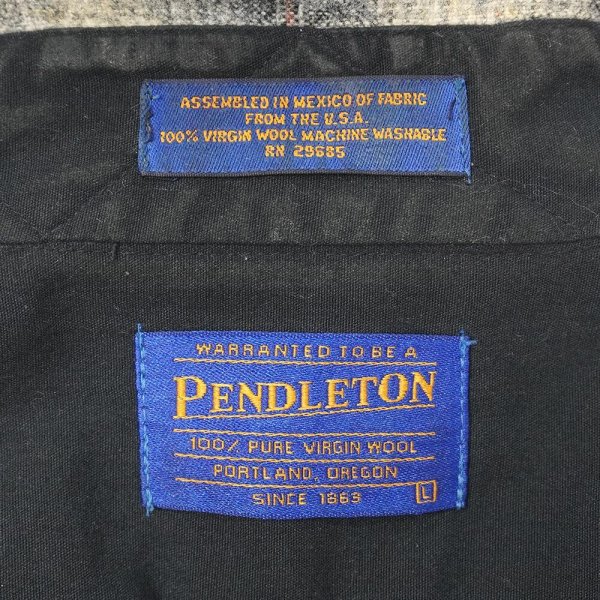 ASSEMBLED IN MEXICO OF FABRIC
FROM THE U.S.A.
100% VIRGIN WOOL MACHINE WASHABLE
RN 29685
WARRANTED TO BE A
PENDLETON
100% PURE VIRGIN WOOL
PORTLAND, OREGON
SINCE 1863 L